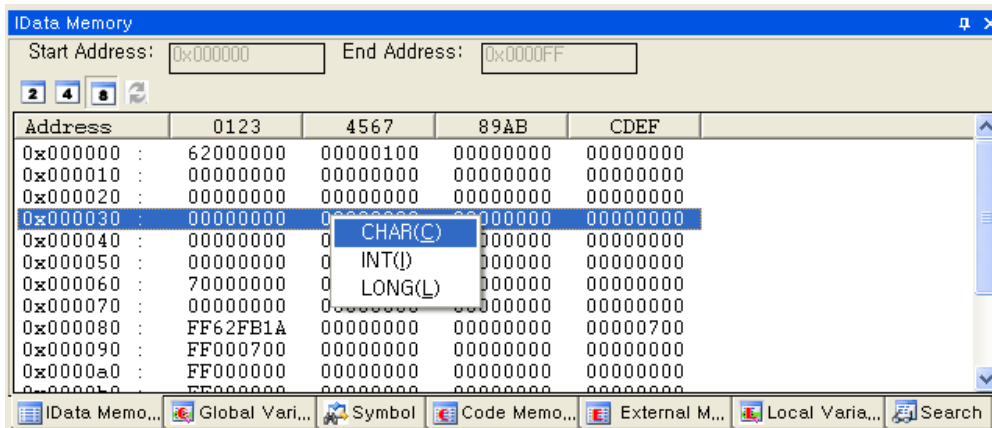 IData Memory
Start Address: 0x000000 End Address: 0x0000FF
2 4 8
Address 0123 4567 89AB CDEF
0x000000 : 62000000 00000100 00000000 00000000
0x000010 : 00000000 00000000 00000000 00000000
0x000020 : 00000000 00000000 00000000 00000000
0x000030 : 00000000 00000000 00000000
0x000040 : 00000000 00000000
0x000050 : 00000000 00000000
0x000060 : 70000000 00000000
0x000070 : 00000000 00000000 00000000
0x000080 : FF62FB1A 00000000 00000000 00000700
0x000090 : FF000700 00000000 00000000 00000000
0x0000a0 : FF000000 00000000 00000000 00000000
CHAR(C)
INT(I)
LONG(L)
IData Memo... Global Vari... Symbol Code Memo... External M... Local Varia... Search